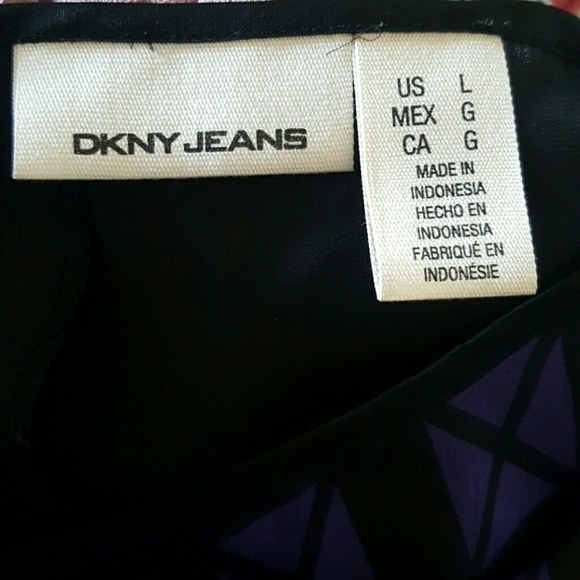 DKNY JEANS
US L
MEX G
CA G
MADE IN
INDONESIA
HECHO EN
INDONESIA
FABRIQUÉ EN
INDONÉSIE